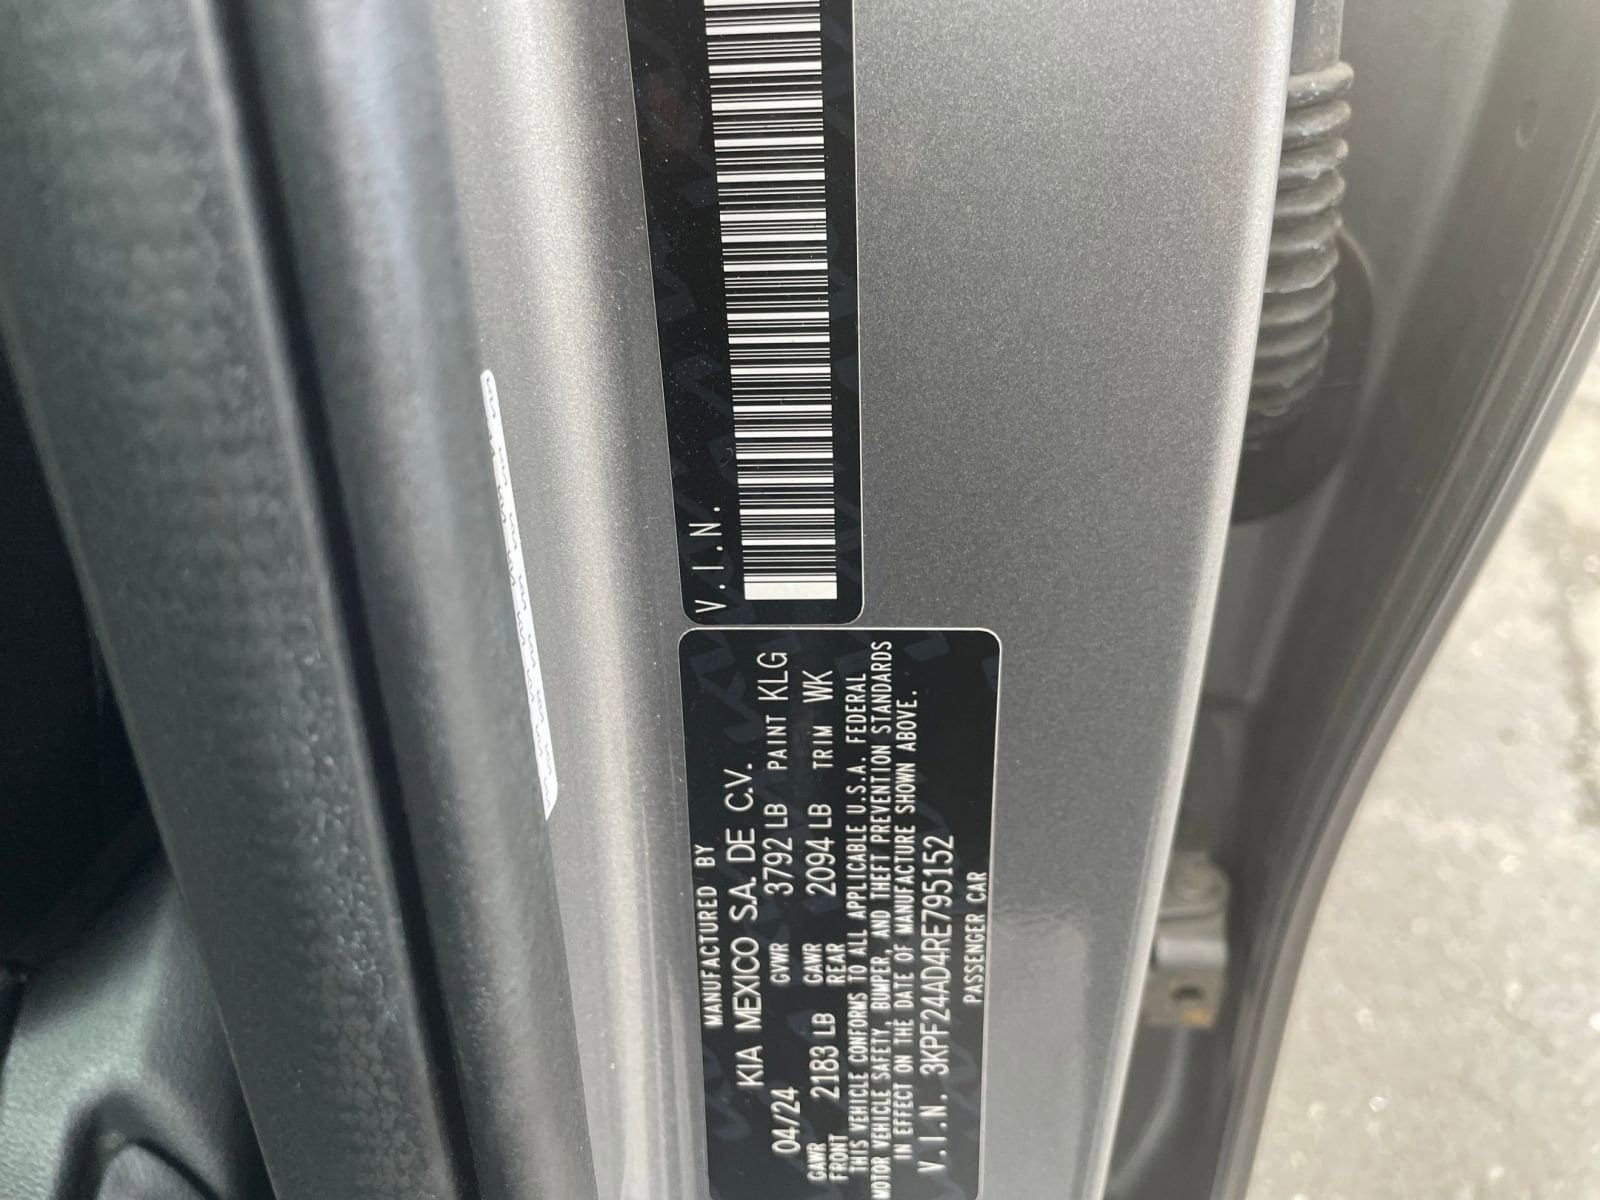 V.I.N.
MANUFACTURED BY
KIA MEXICO S.A. DE C.V.
04/24 GVWR 3792 LB PAINT KLG
GAWR FRONT 2183 LB GAWR REAR 2094 LB TRIM WK
THIS VEHICLE CONFORMS TO ALL APPLICABLE U.S.A. FEDERAL
MOTOR VEHICLE SAFETY, BUMPER, AND THEFT PREVENTION STANDARDS
IN EFFECT ON THE DATE OF MANUFACTURE SHOWN ABOVE.
V.I.N. 3KPF24AD4RE795152
PASSENGER CAR